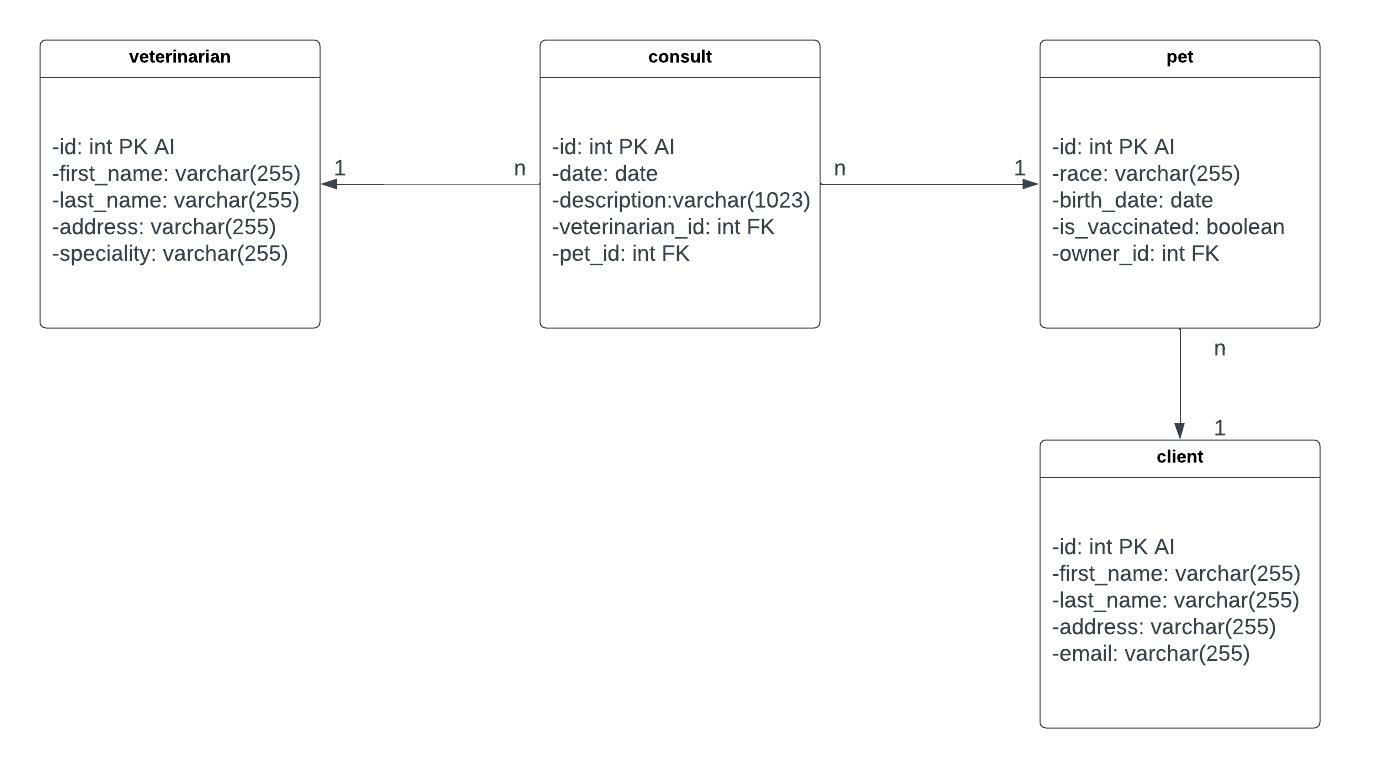 veterinarian
-id: int PK AI
-first_name: varchar(255)
-last_name: varchar(255)
-address: varchar(255)
-speciality: varchar(255)
1
n
consult
-id: int PK AI
-date: date
-description:varchar(1023)
-veterinarian_id: int FK
-pet_id: int FK
n
1
pet
-id: int PK AI
-race: varchar(255)
-birth_date: date
-is_vaccinated: boolean
-owner_id: int FK
n
1
client
-id: int PK AI
-first_name: varchar(255)
-last_name: varchar(255)
-address: varchar(255)
-email: varchar(255)